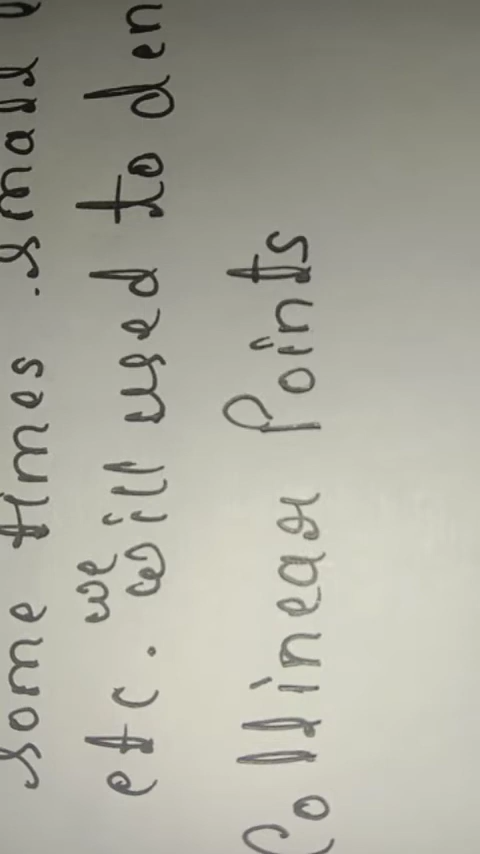 some times . small
etc. we will used to den
Collinear Points